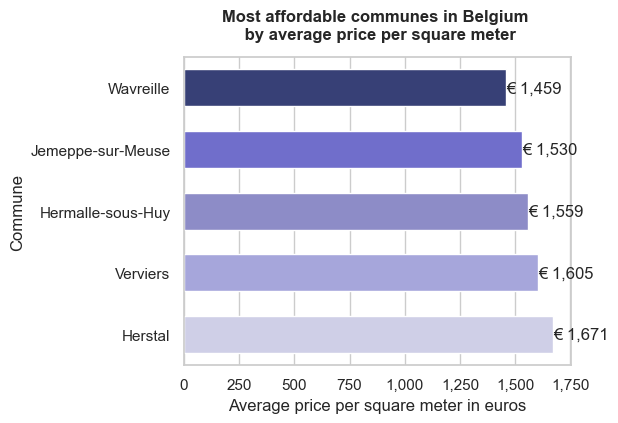 Most affordable communes in Belgium
by average price per square meter
Commune
Wavreille
€ 1,459
Jemeppe-sur-Meuse
€ 1,530
Hermalle-sous-Huy
€ 1,559
Verviers
€ 1,605
Herstal
€ 1,671
0 250 500 750 1,000 1,250 1,500 1,750
Average price per square meter in euros